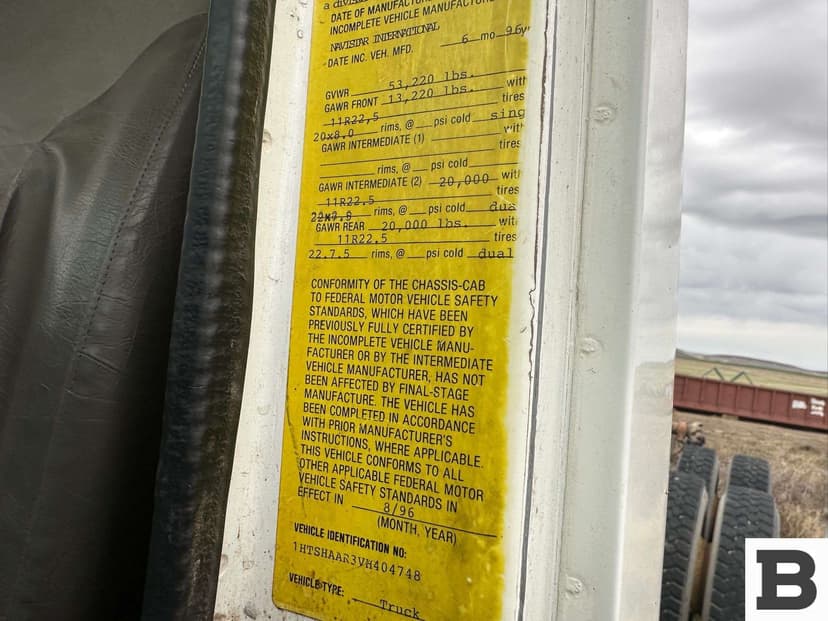 a division
DATE OF MANUFACTURE
INCOMPLETE VEHICLE MANUFACTURE
NAVISTAR INTERNATIONAL
DATE INC. VEH. MFD. 6 mo 96y
GVWR 53,220 lbs.
GAWR FRONT 13,220 lbs. with
11R22,5 tires
20x8.0 rims, @ psi cold sing
GAWR INTERMEDIATE (1) with
tires
rims, @ psi cold
GAWR INTERMEDIATE (2) 20,000 with
11R22.5 tires
rims, @ psi cold dua
GAWR REAR 20,000 lbs. with
11R22.5 tires
22.7.5 rims, @ psi cold dual
CONFORMITY OF THE CHASSIS-CAB
TO FEDERAL MOTOR VEHICLE SAFETY
STANDARDS, WHICH HAVE BEEN
PREVIOUSLY FULLY CERTIFIED BY
THE INCOMPLETE VEHICLE MANU-
FACTURER OR BY THE INTERMEDIATE
VEHICLE MANUFACTURER, HAS NOT
BEEN AFFECTED BY FINAL-STAGE
MANUFACTURE. THE VEHICLE HAS
BEEN COMPLETED IN ACCORDANCE
WITH PRIOR MANUFACTURER'S
INSTRUCTIONS, WHERE APPLICABLE.
THIS VEHICLE CONFORMS TO ALL
OTHER APPLICABLE FEDERAL MOTOR
VEHICLE SAFETY STANDARDS IN
EFFECT IN 8/96
(MONTH, YEAR)
VEHICLE IDENTIFICATION NO:
1HTSHAAR3VH404748
VEHICLE TYPE: Truck
B